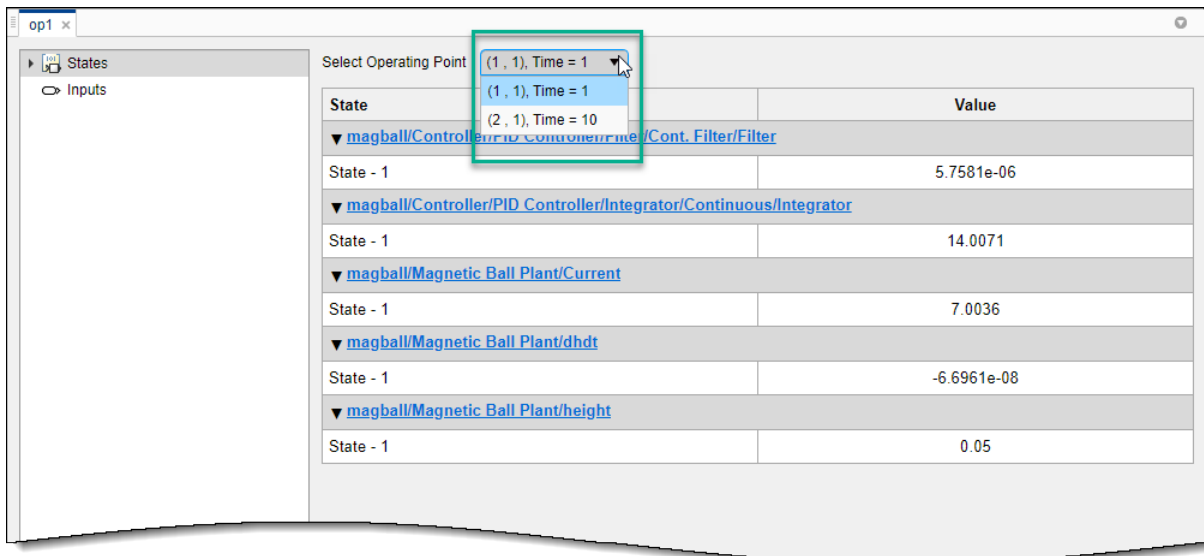 op1 ×
States
Inputs
Select Operating Point (1 , 1), Time = 1
(1 , 1), Time = 1
(2 , 1), Time = 10
State Value
magball/Controller/PID Controller/Filter/Cont. Filter/Filter
State - 1 5.7581e-06
magball/Controller/PID Controller/Integrator/Continuous/Integrator
State - 1 14.0071
magball/Magnetic Ball Plant/Current
State - 1 7.0036
magball/Magnetic Ball Plant/dhdt
State - 1 -6.6961e-08
magball/Magnetic Ball Plant/height
State - 1 0.05